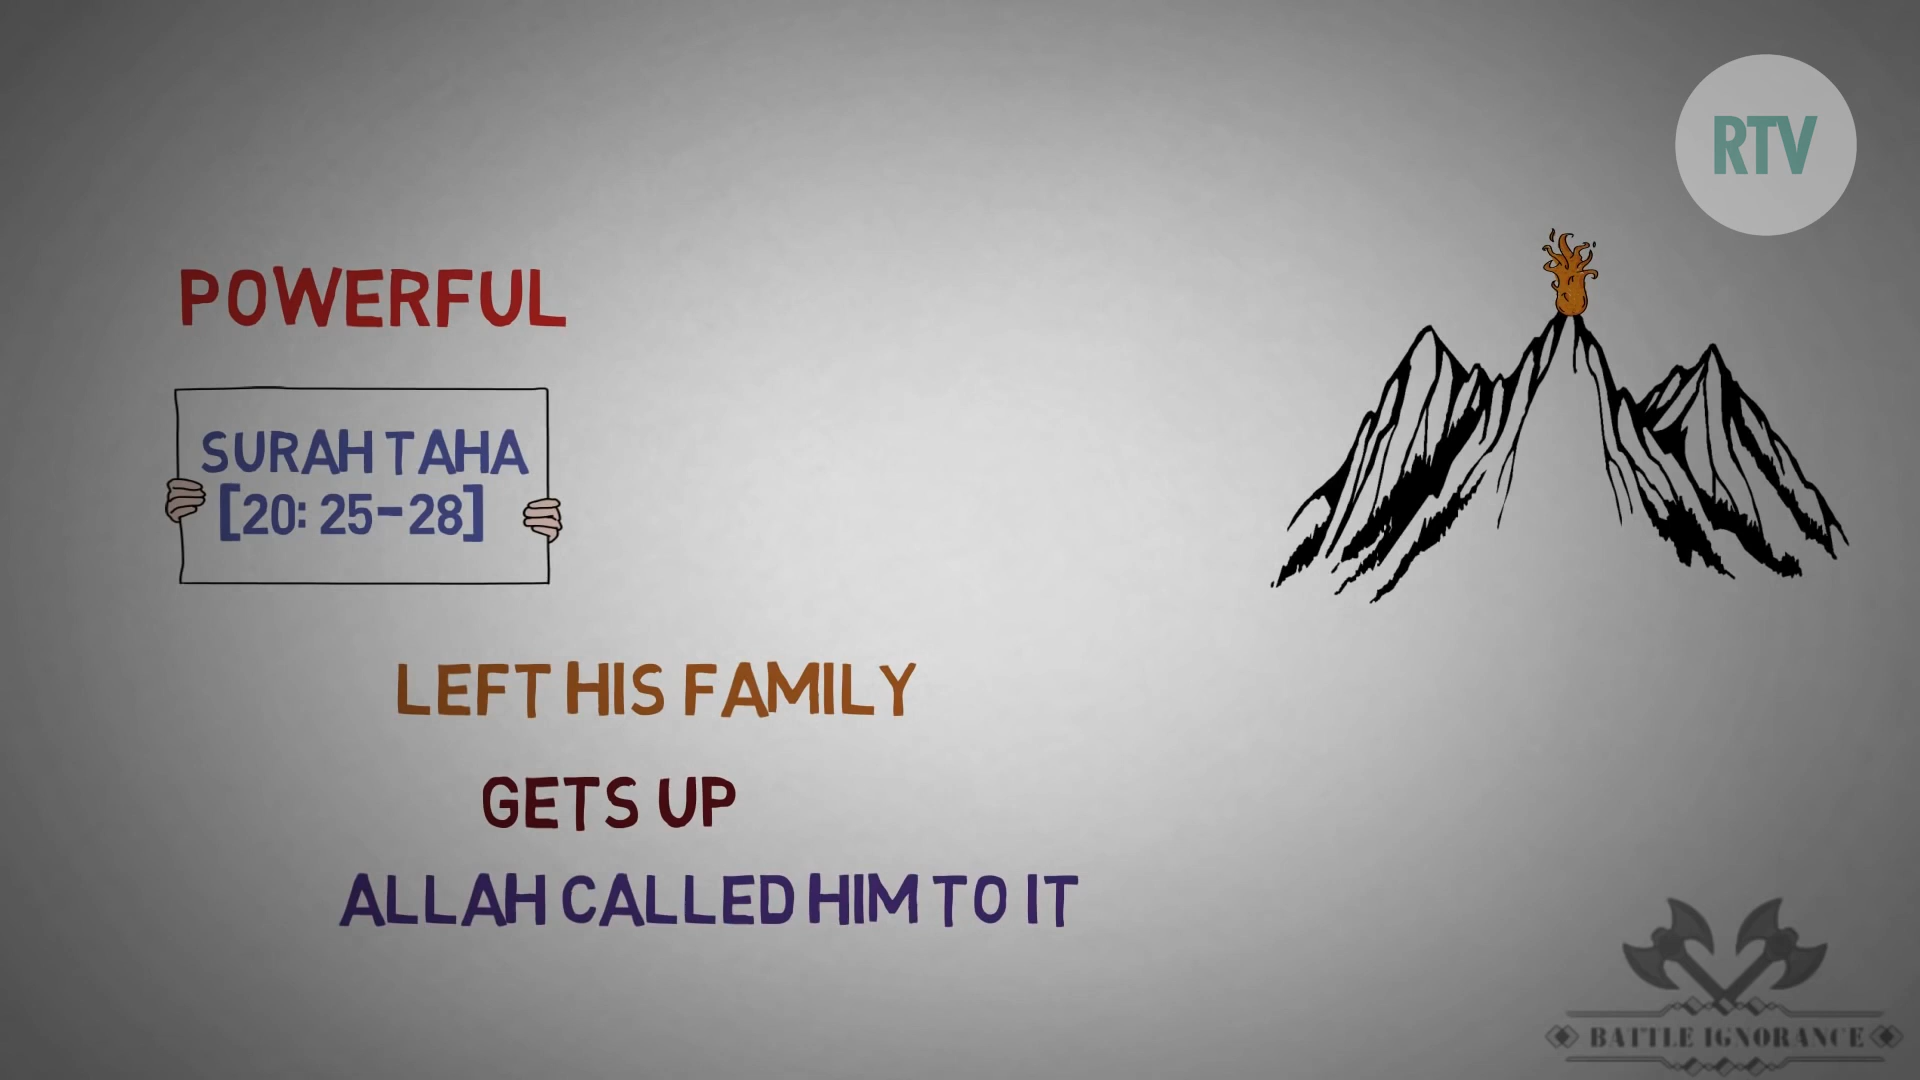 RTV
POWERFUL
SURAH TAHA
[20: 25-28]
LEFT HIS FAMILY
GETS UP
ALLAH CALLED HIM TO IT
BATTLE IGNORANCE